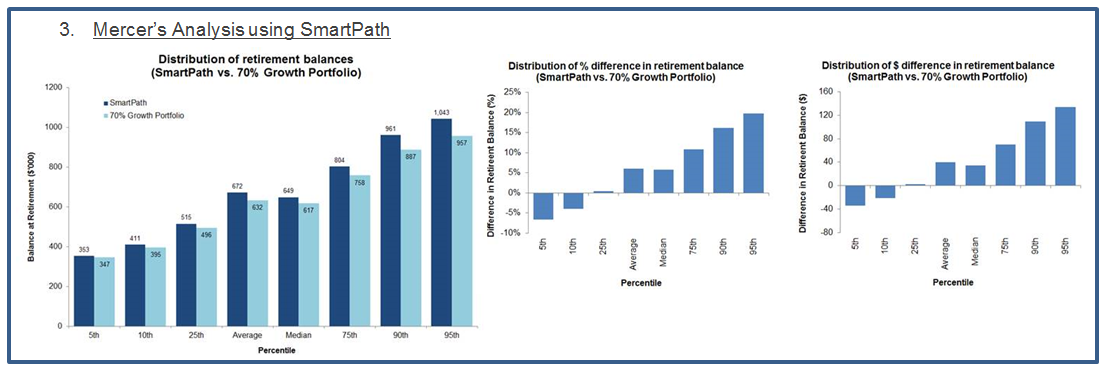 3. Mercer's Analysis using SmartPath
Distribution of retirement balances
(SmartPath vs. 70% Growth Portfolio)
1200
1000
800
600
400
200
0
Balance at Retirement ($'000)
SmartPath
70% Growth Portfolio
353
347
411
395
515
496
672
632
649
617
804
758
961
887
1,043
957
5th
10th
25th
Average
Median
75th
90th
95th
Percentile
Distribution of % difference in retirement balance
(SmartPath vs. 70% Growth Portfolio)
Difference in Retireent Balance (%)
25%
20%
15%
10%
5%
0%
-5%
-10%
5th
10th
25th
Average
Median
75th
90th
95th
Percentile
Distribution of $ difference in retirement balance
(SmartPath vs. 70% Growth Portfolio)
Difference in Retireent Balance ($)
160
120
80
40
0
-40
-80
5th
10th
25th
Average
Median
75th
90th
95th
Percentile